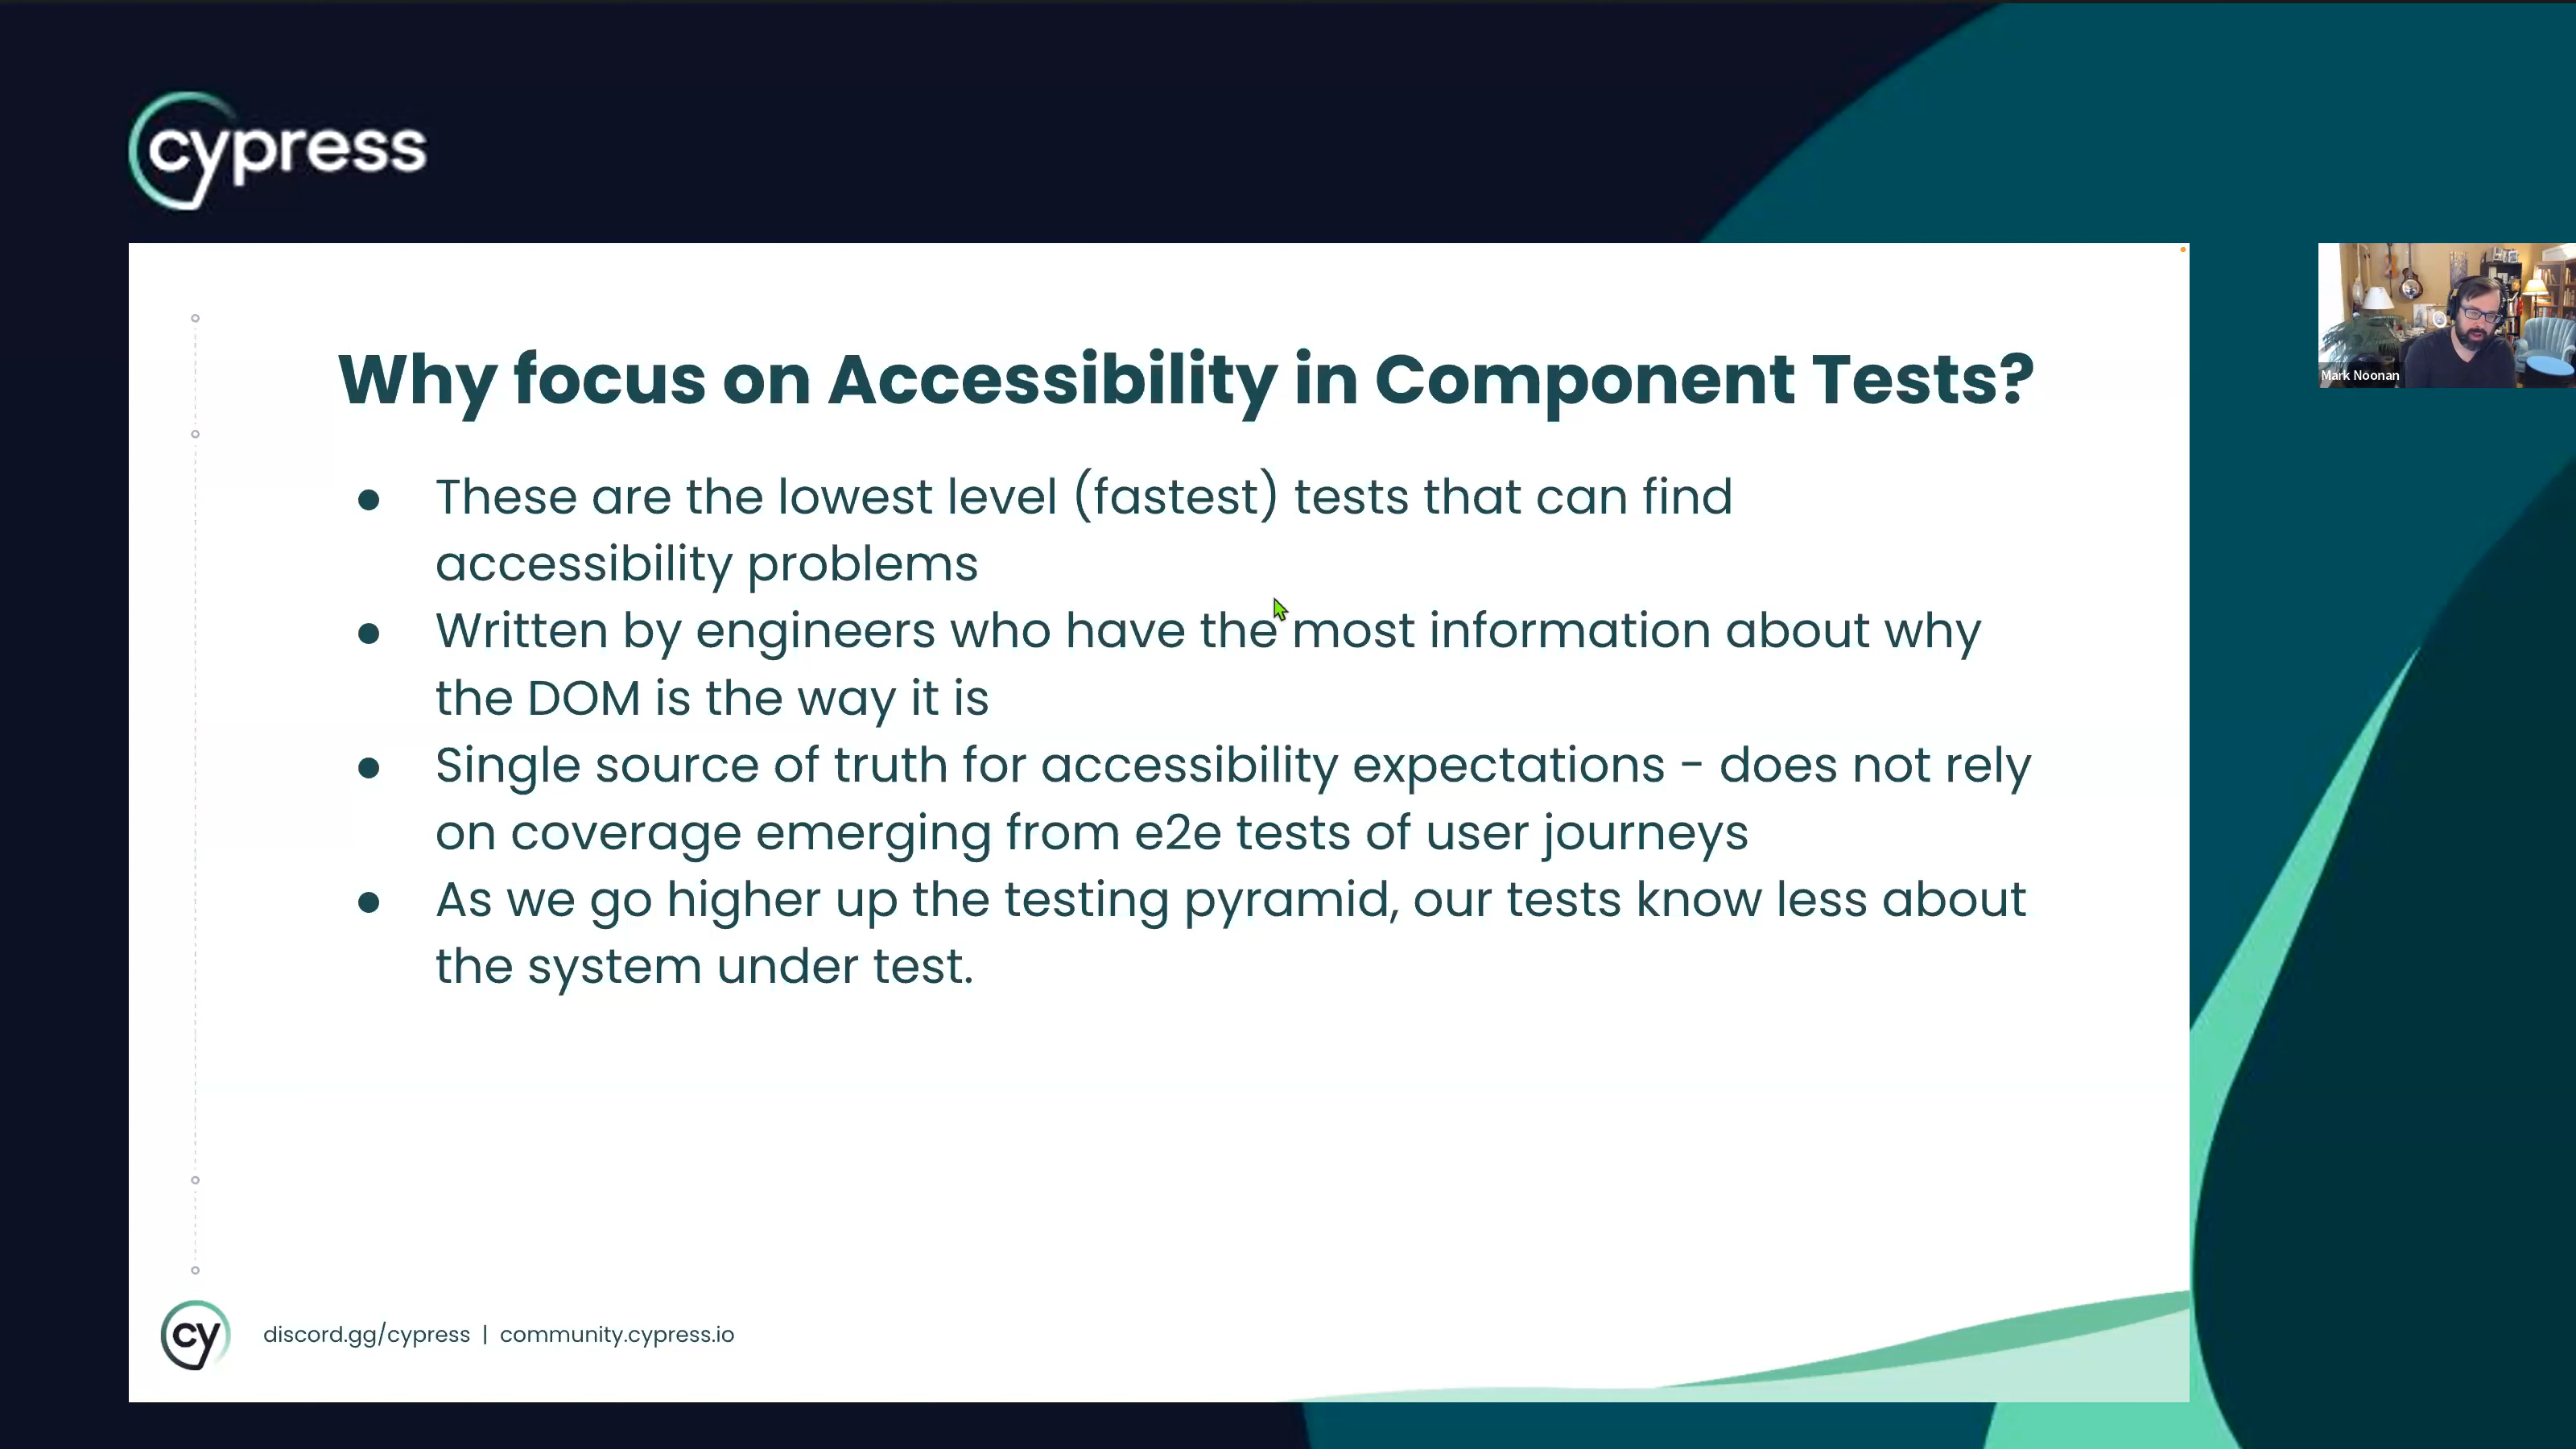 cypress
Why focus on Accessibility in Component Tests?
● These are the lowest level (fastest) tests that can find
accessibility problems
● Written by engineers who have the most information about why
the DOM is the way it is
● Single source of truth for accessibility expectations - does not rely
on coverage emerging from e2e tests of user journeys
● As we go higher up the testing pyramid, our tests know less about
the system under test.
Mark Noonan
cy
discord.gg/cypress | community.cypress.io